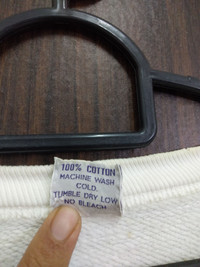 100% COTTON
MACHINE WASH
COLD.
TUMBLE DRY LOW
NO BLEACH